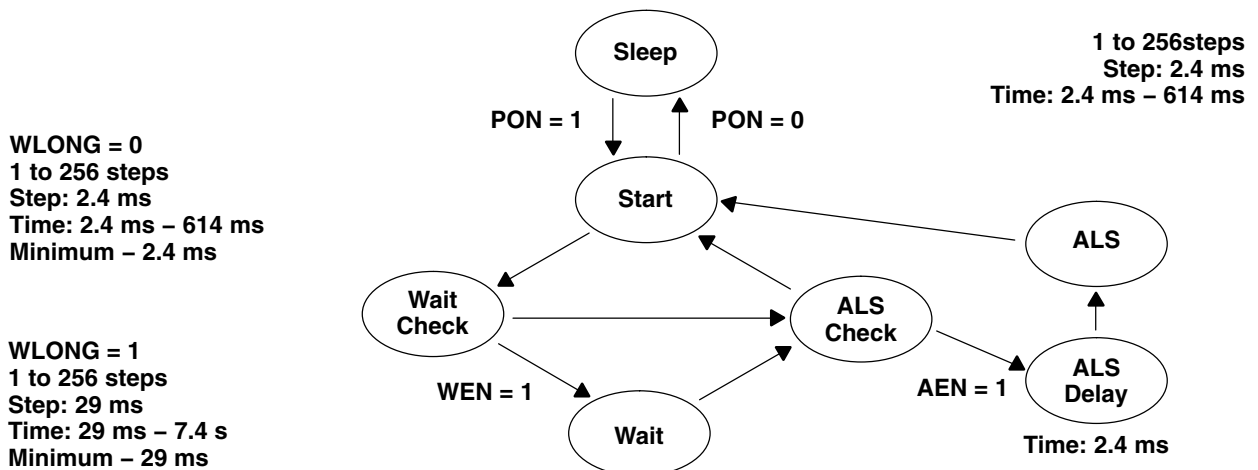 Sleep
1 to 256steps
Step: 2.4 ms
Time: 2.4 ms − 614 ms
PON = 1
PON = 0
WLONG = 0
1 to 256 steps
Step: 2.4 ms
Time: 2.4 ms − 614 ms
Minimum − 2.4 ms
Start
ALS
Wait
Check
ALS
Check
WLONG = 1
1 to 256 steps
Step: 29 ms
Time: 29 ms − 7.4 s
Minimum − 29 ms
WEN = 1
AEN = 1
ALS
Delay
Wait
Time: 2.4 ms